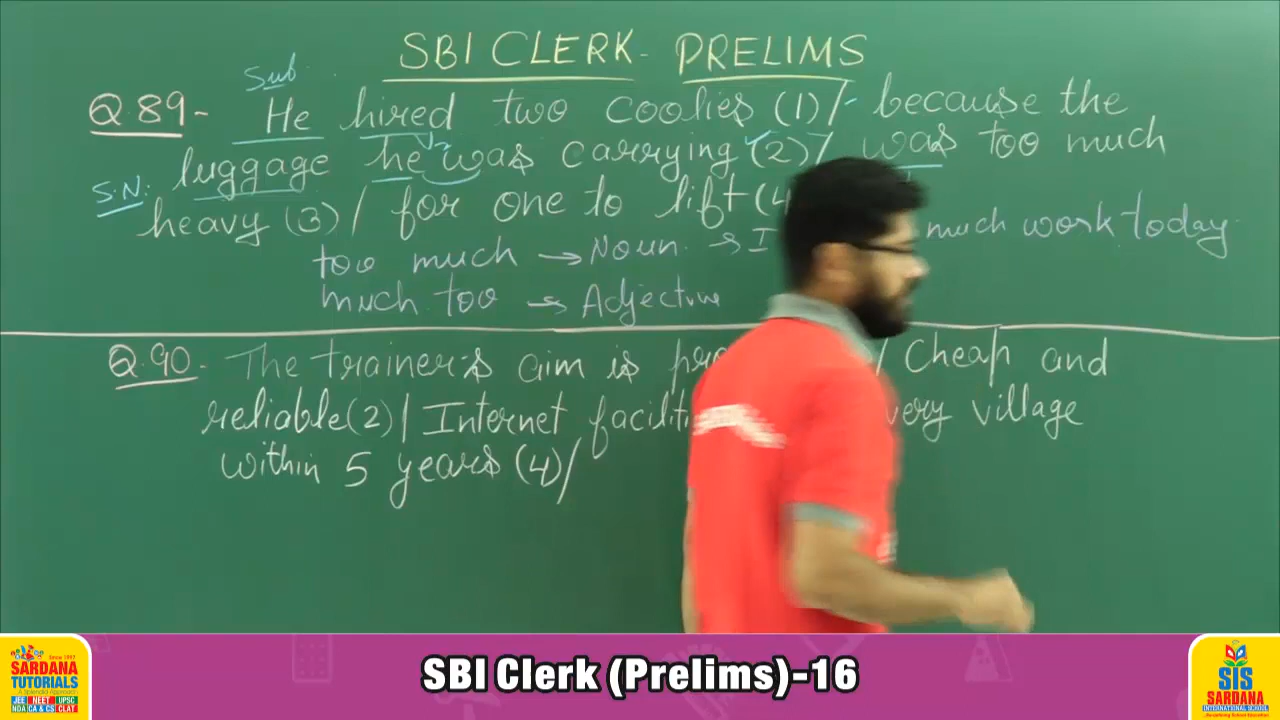 SBI CLERK- PRELIMS
Sub
Q.89- He hired two coolies (1)/ because the
V2
luggage he was carrying (2)/ was too much
S.N.
heavy (3)/ for one to lift (4
too much → Noun → I much work today
much too → Adjective
Q.90- The trainer's aim is / Cheap and
reliable (2)/ Internet village
within 5 years (4)/
SBI Clerk (Prelims)-16
Since 1997
SARDANA
TUTORIALS
A Splendid Approach
JEE NEET UPSC
NDA CA & CS CLAT
SIS
SARDANA
INTERNATIONAL SCHOOL